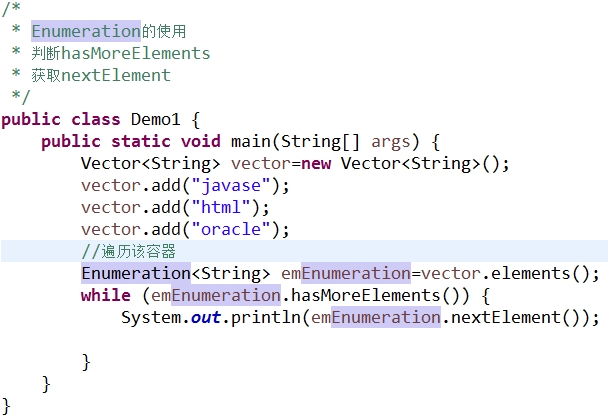 /*
 * Enumeration的使用
 * 判断hasMoreElements
 * 获取nextElement
 */
public class Demo1 {
    public static void main(String[] args) {
        Vector<String> vector=new Vector<String>();
        vector.add("javase");
        vector.add("html");
        vector.add("oracle");
        //遍历该容器
        Enumeration<String> emEnumeration=vector.elements();
        while (emEnumeration.hasMoreElements()) {
            System.out.println(emEnumeration.nextElement());
        }
    }
}